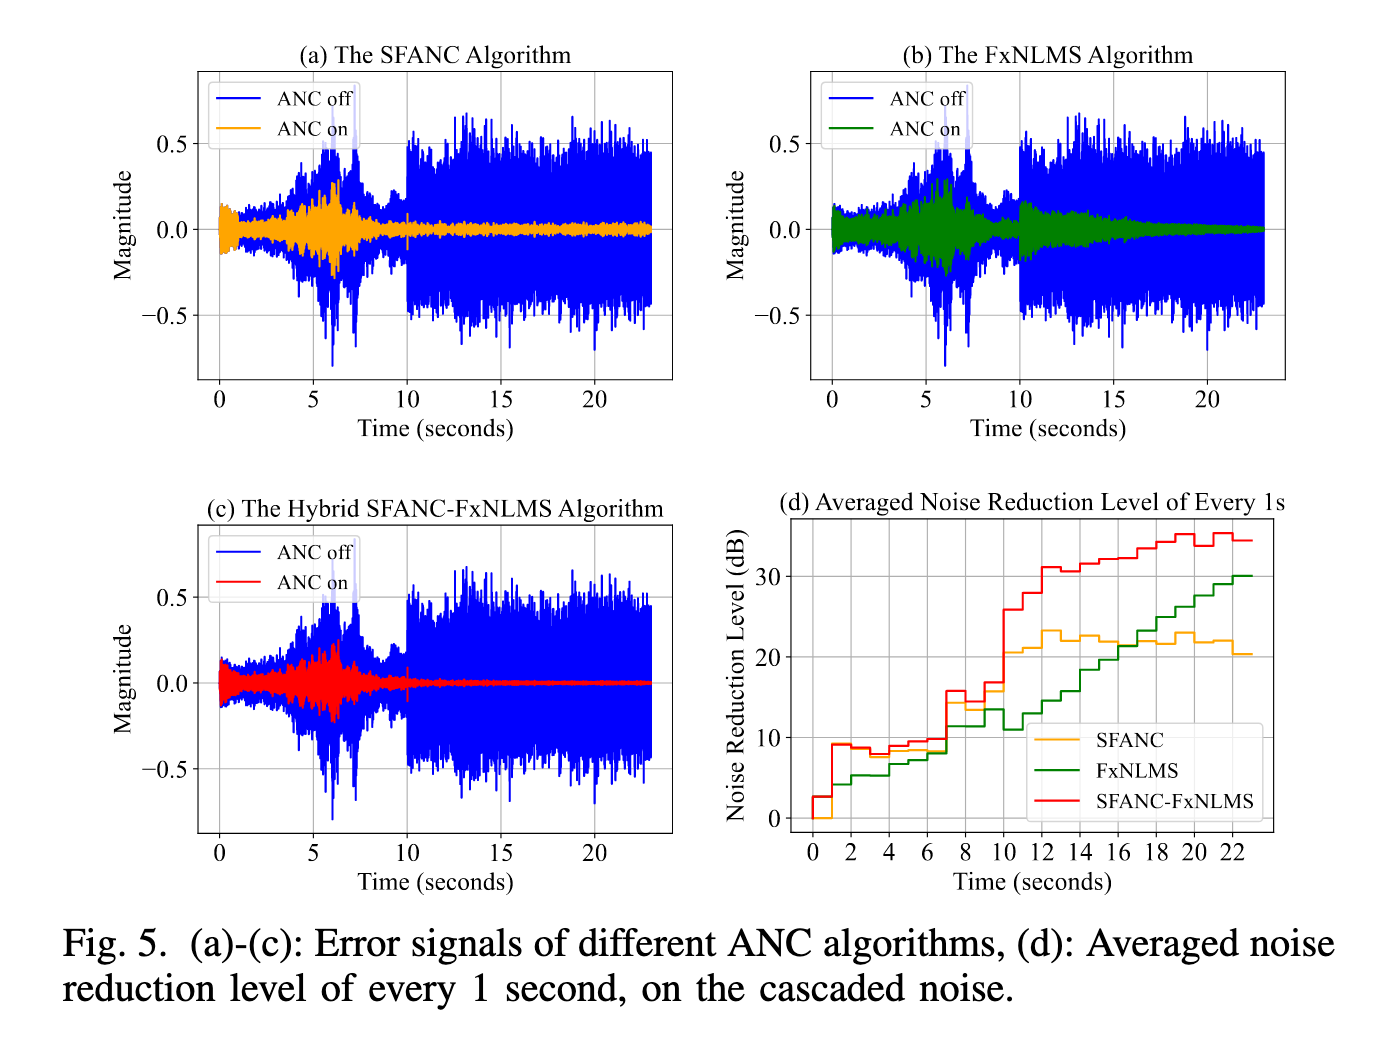 (a) The SFANC Algorithm
ANC off
ANC on
0.5
0.0
−0.5
Magnitude
0 5 10 15 20
Time (seconds)
(b) The FxNLMS Algorithm
ANC off
ANC on
0.5
0.0
−0.5
Magnitude
0 5 10 15 20
Time (seconds)
(c) The Hybrid SFANC-FxNLMS Algorithm
ANC off
ANC on
0.5
0.0
−0.5
Magnitude
0 5 10 15 20
Time (seconds)
(d) Averaged Noise Reduction Level of Every 1s
30
20
10
0
Noise Reduction Level (dB)
SFANC
FxNLMS
SFANC-FxNLMS
0 2 4 6 8 10 12 14 16 18 20 22
Time (seconds)
Fig. 5. (a)-(c): Error signals of different ANC algorithms, (d): Averaged noise
reduction level of every 1 second, on the cascaded noise.